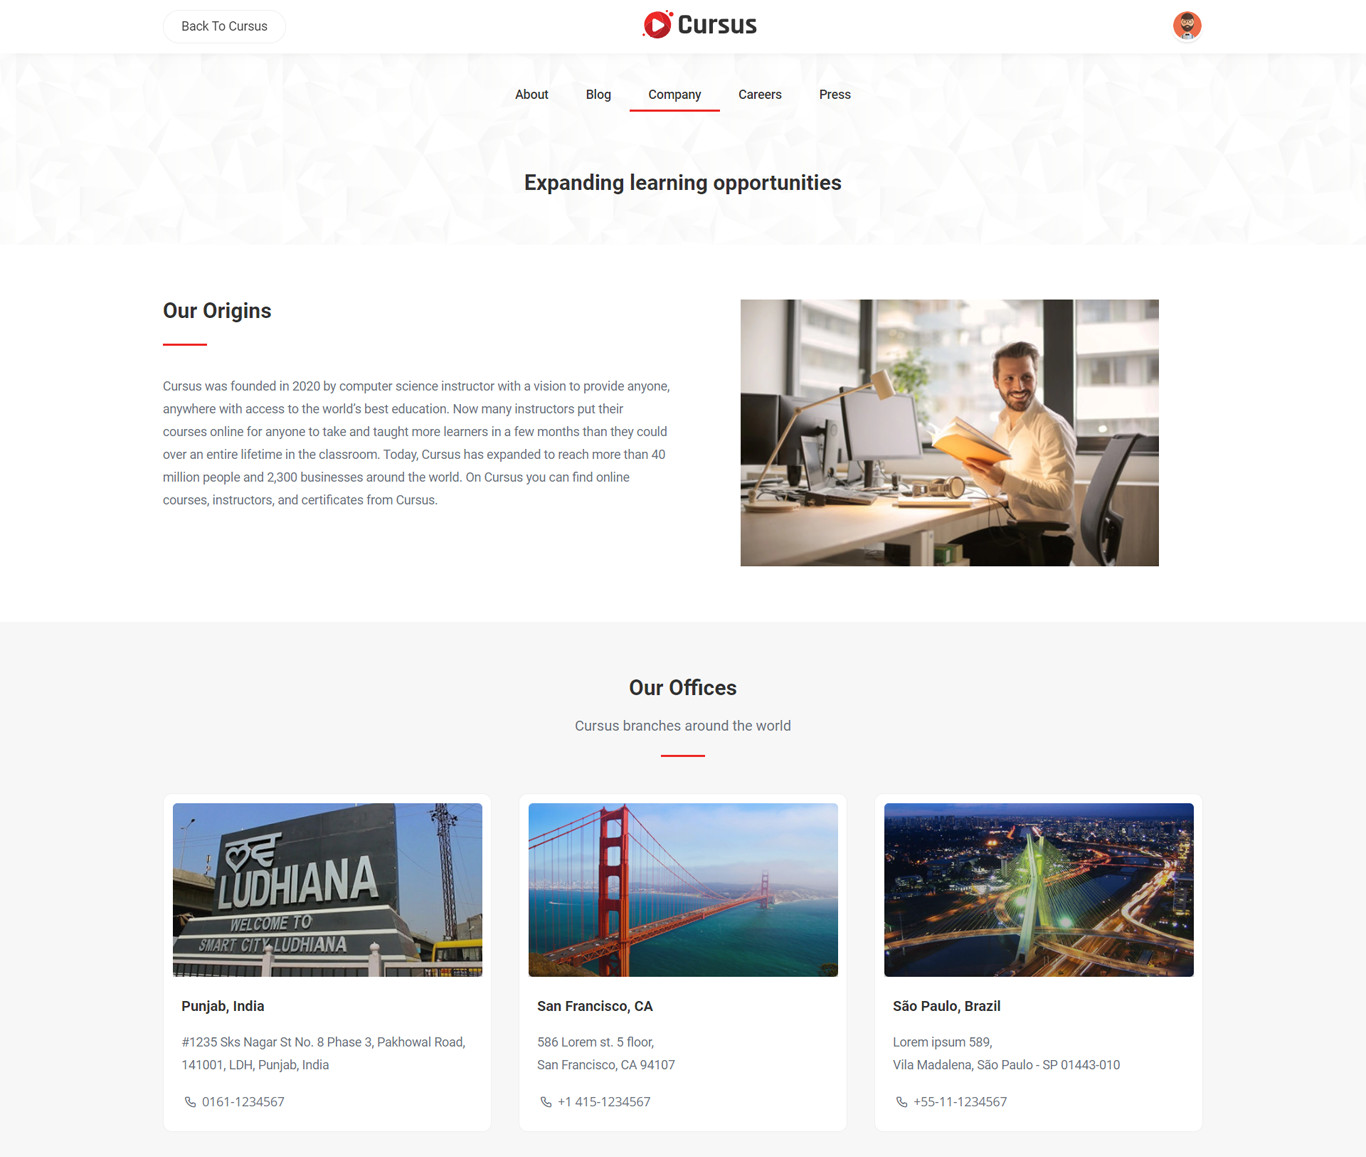 Back To Cursus
Cursus
About Blog Company Careers Press
Expanding learning opportunities
Our Origins
Cursus was founded in 2020 by computer science instructor with a vision to provide anyone,
anywhere with access to the world's best education. Now many instructors put their
courses online for anyone to take and taught more learners in a few months than they could
over an entire lifetime in the classroom. Today, Cursus has expanded to reach more than 40
million people and 2,300 businesses around the world. On Cursus you can find online
courses, instructors, and certificates from Cursus.
Our Offices
Cursus branches around the world
LUDHIANA
WELCOME TO
SMART CITY LUDHIANA
Punjab, India
#1235 Sks Nagar St No. 8 Phase 3, Pakhowal Road,
141001, LDH, Punjab, India
0161-1234567
San Francisco, CA
586 Lorem st. 5 floor,
San Francisco, CA 94107
+1 415-1234567
São Paulo, Brazil
Lorem ipsum 589,
Vila Madalena, São Paulo - SP 01443-010
+55-11-1234567